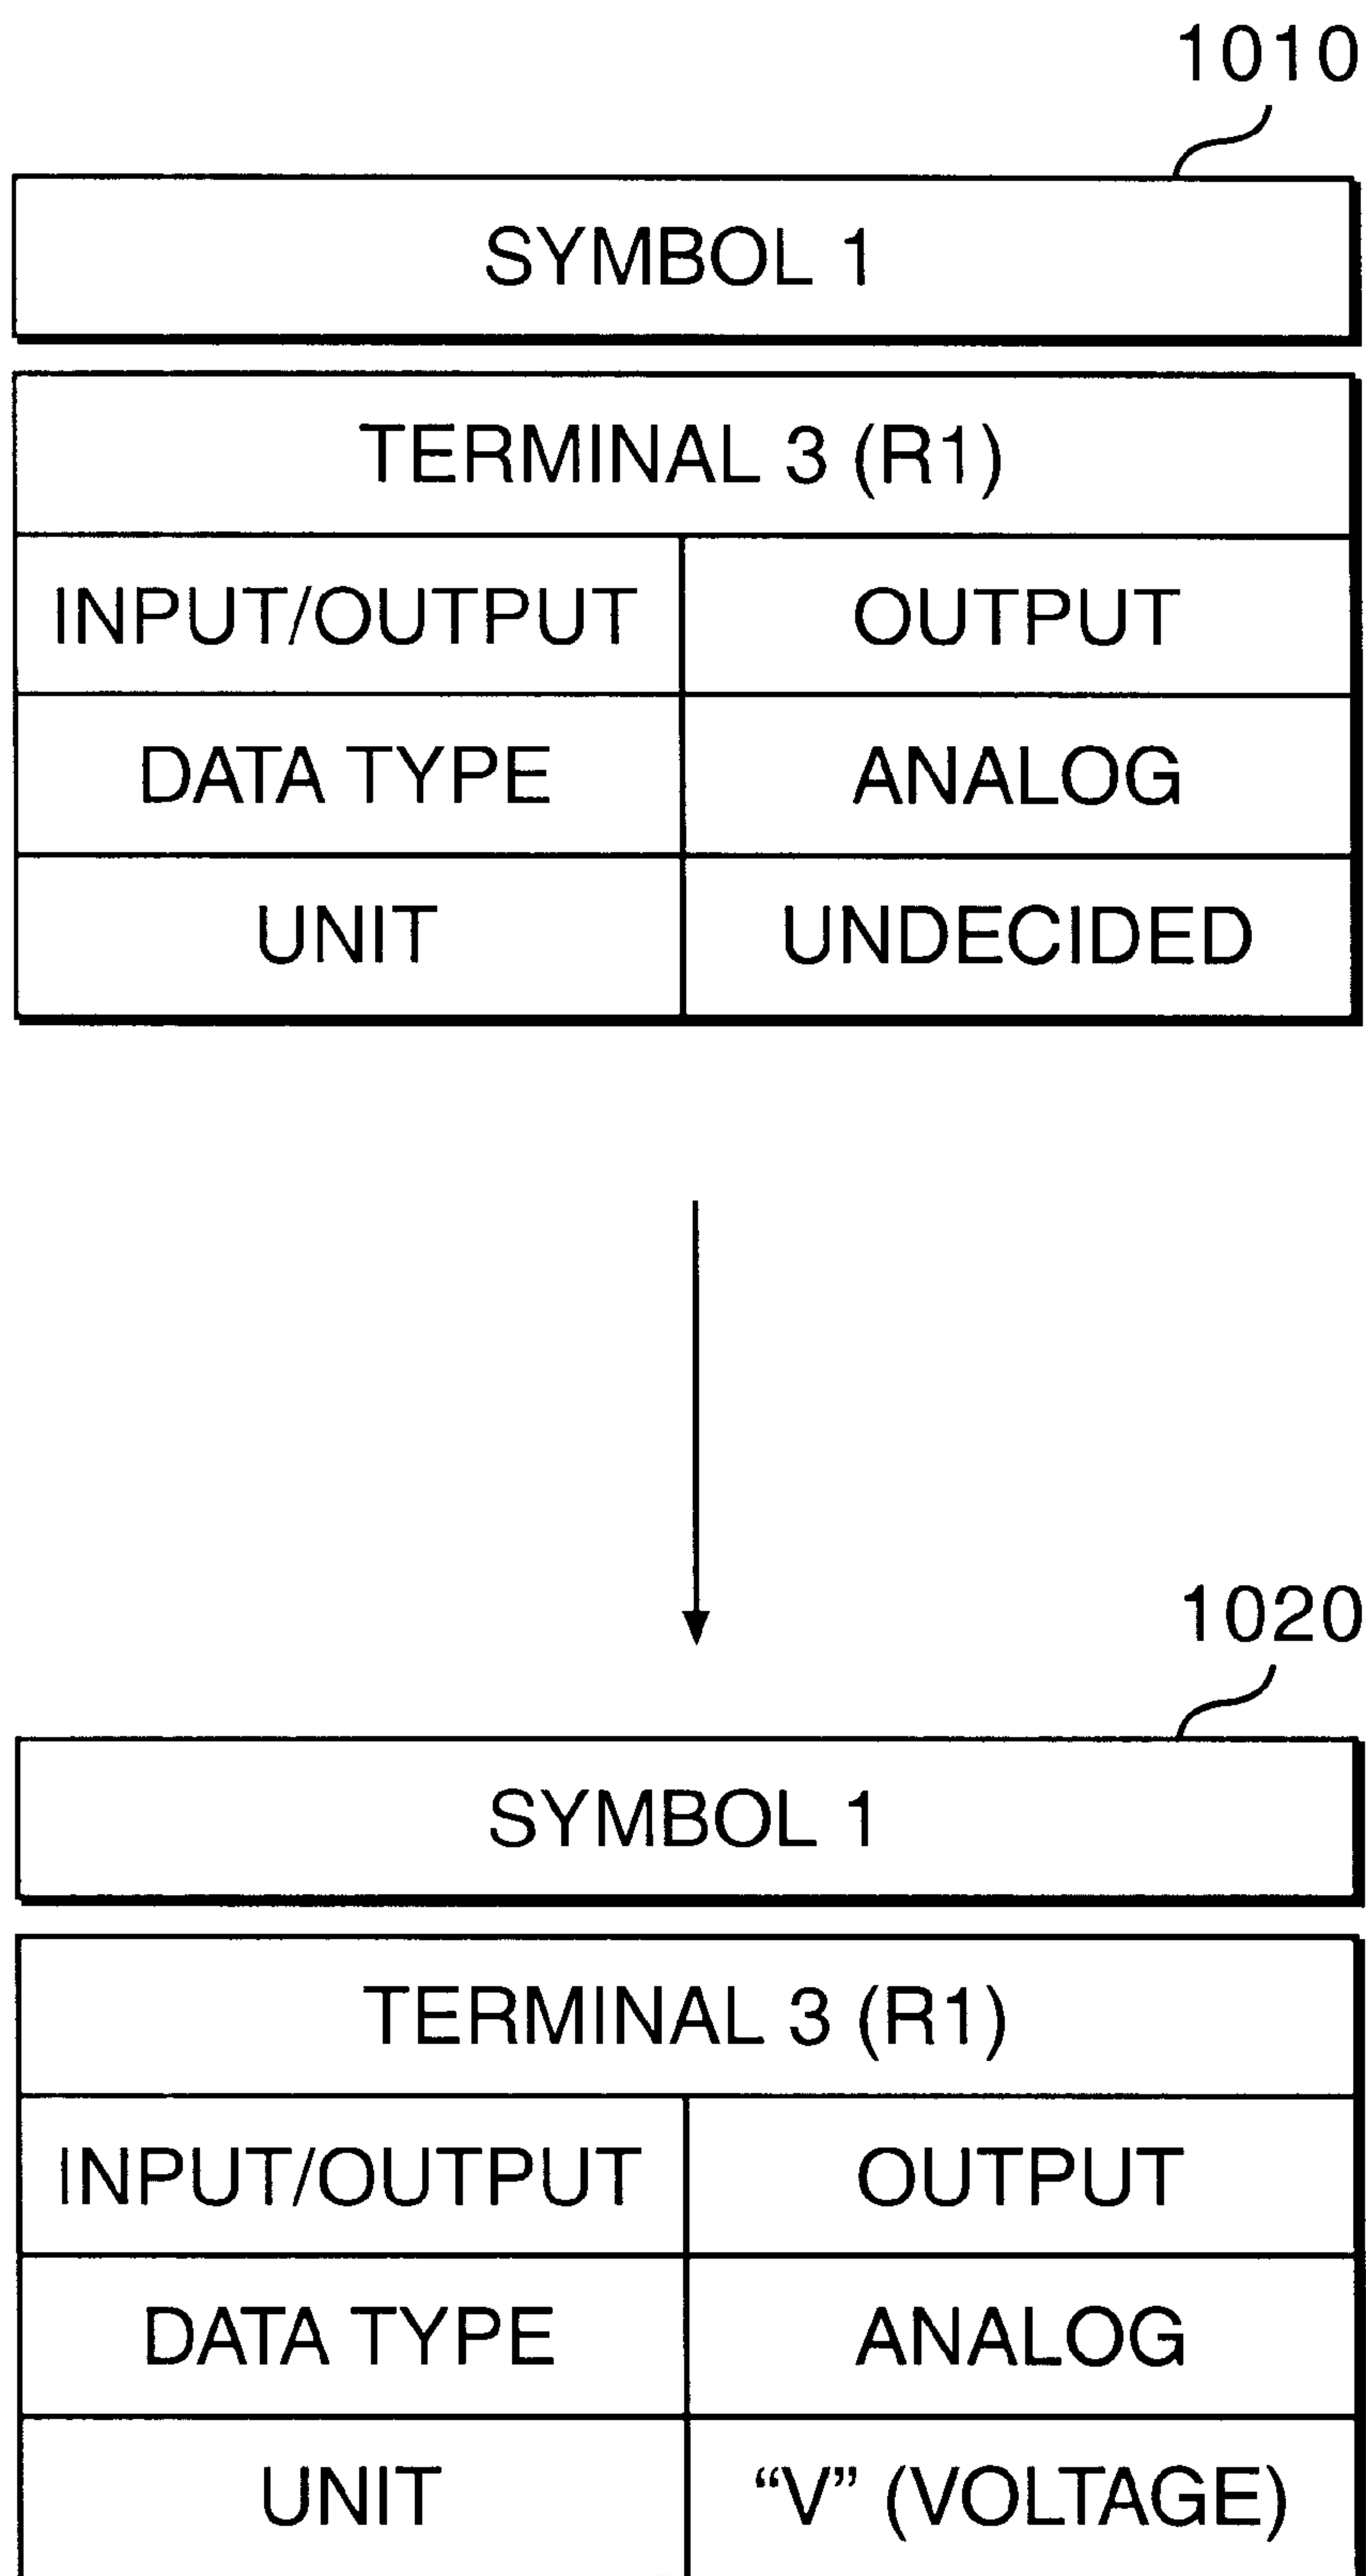 1010
SYMBOL 1
TERMINAL 3 (R1)
INPUT/OUTPUT OUTPUT
DATA TYPE ANALOG
UNIT UNDECIDED
1020
SYMBOL 1
TERMINAL 3 (R1)
INPUT/OUTPUT OUTPUT
DATA TYPE ANALOG
UNIT “V” (VOLTAGE)